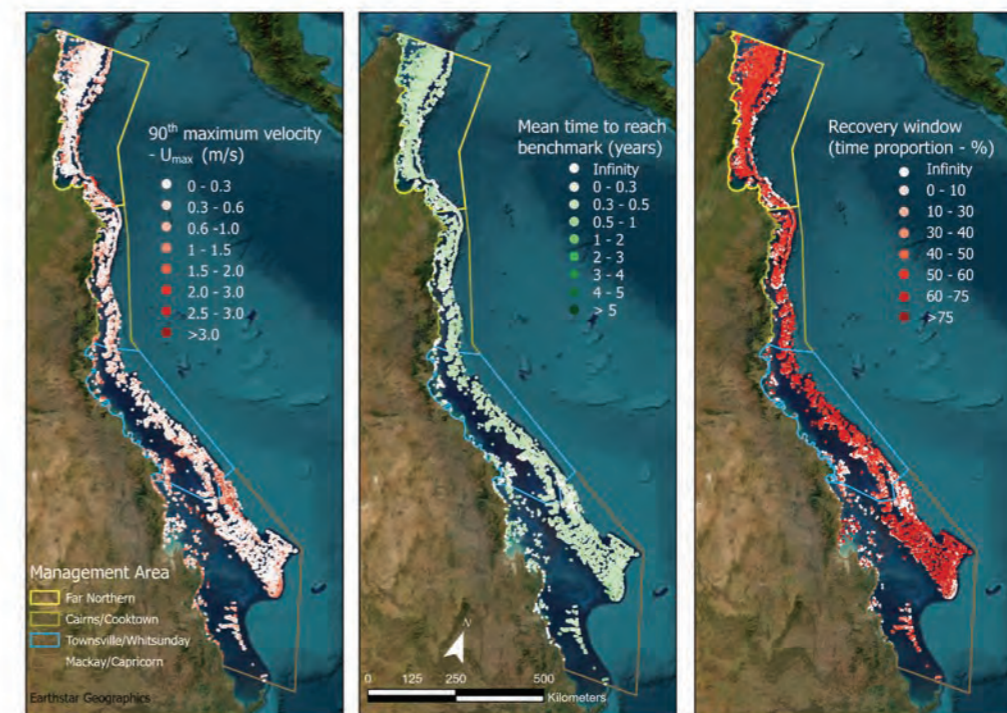 90th maximum velocity
- Umax (m/s)
0 - 0.3
0.3 - 0.6
0.6 -1.0
1 - 1.5
1.5 - 2.0
2.0 - 3.0
2.5 - 3.0
>3.0
Management Area
Far Northern
Cairns/Cooktown
Townsville/Whitsunday
Mackay/Capricorn
Earthstar Geographics
Mean time to reach
benchmark (years)
Infinity
0 - 0.3
0.3 - 0.5
0.5 - 1
1 - 2
2 - 3
3 - 4
4 - 5
> 5
N
0 125 250 500
Kilometers
Recovery window
(time proportion - %)
Infinity
0 - 10
10 - 30
30 - 40
40 - 50
50 - 60
60 -75
>75